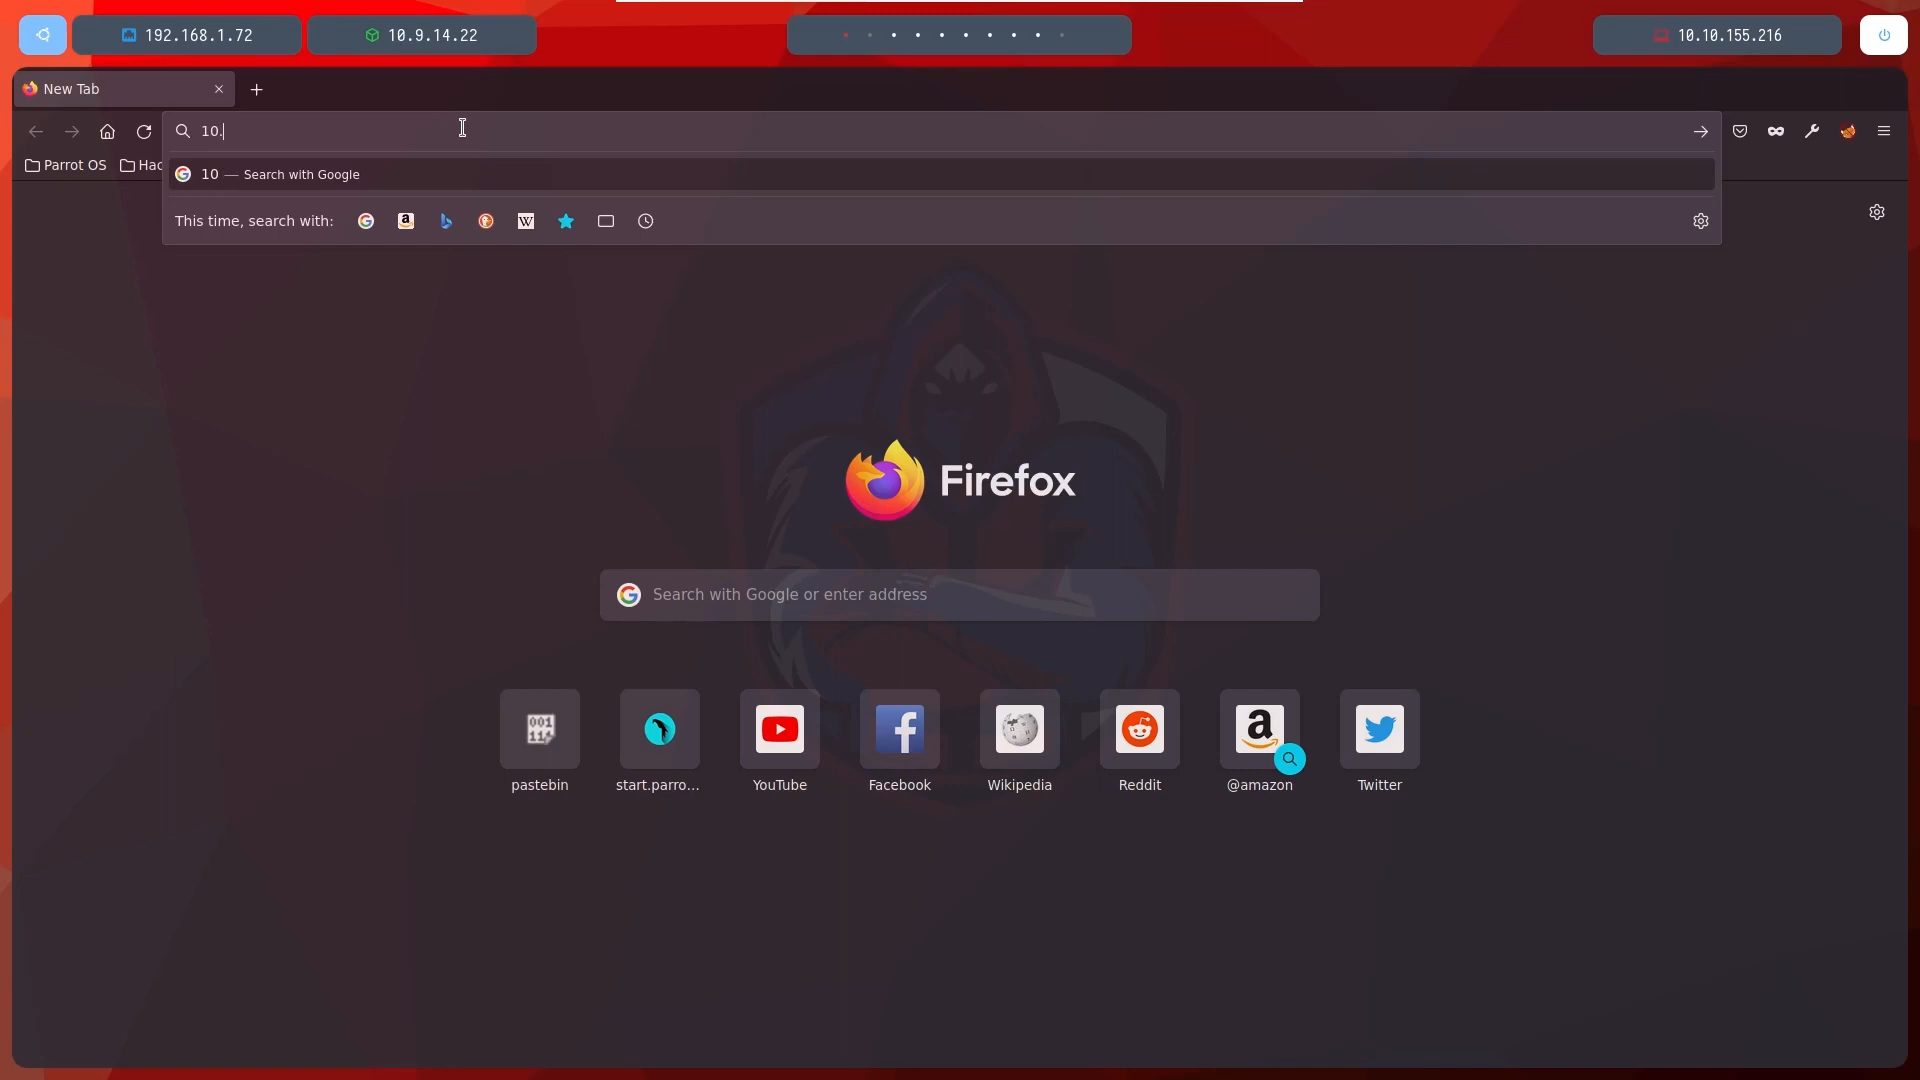 192.168.1.72
10.9.14.22
10.10.155.216
New Tab
10.
Parrot OS
Hac
10 — Search with Google
This time, search with:
Firefox
Search with Google or enter address
pastebin
start.parro...
YouTube
Facebook
Wikipedia
Reddit
@amazon
Twitter